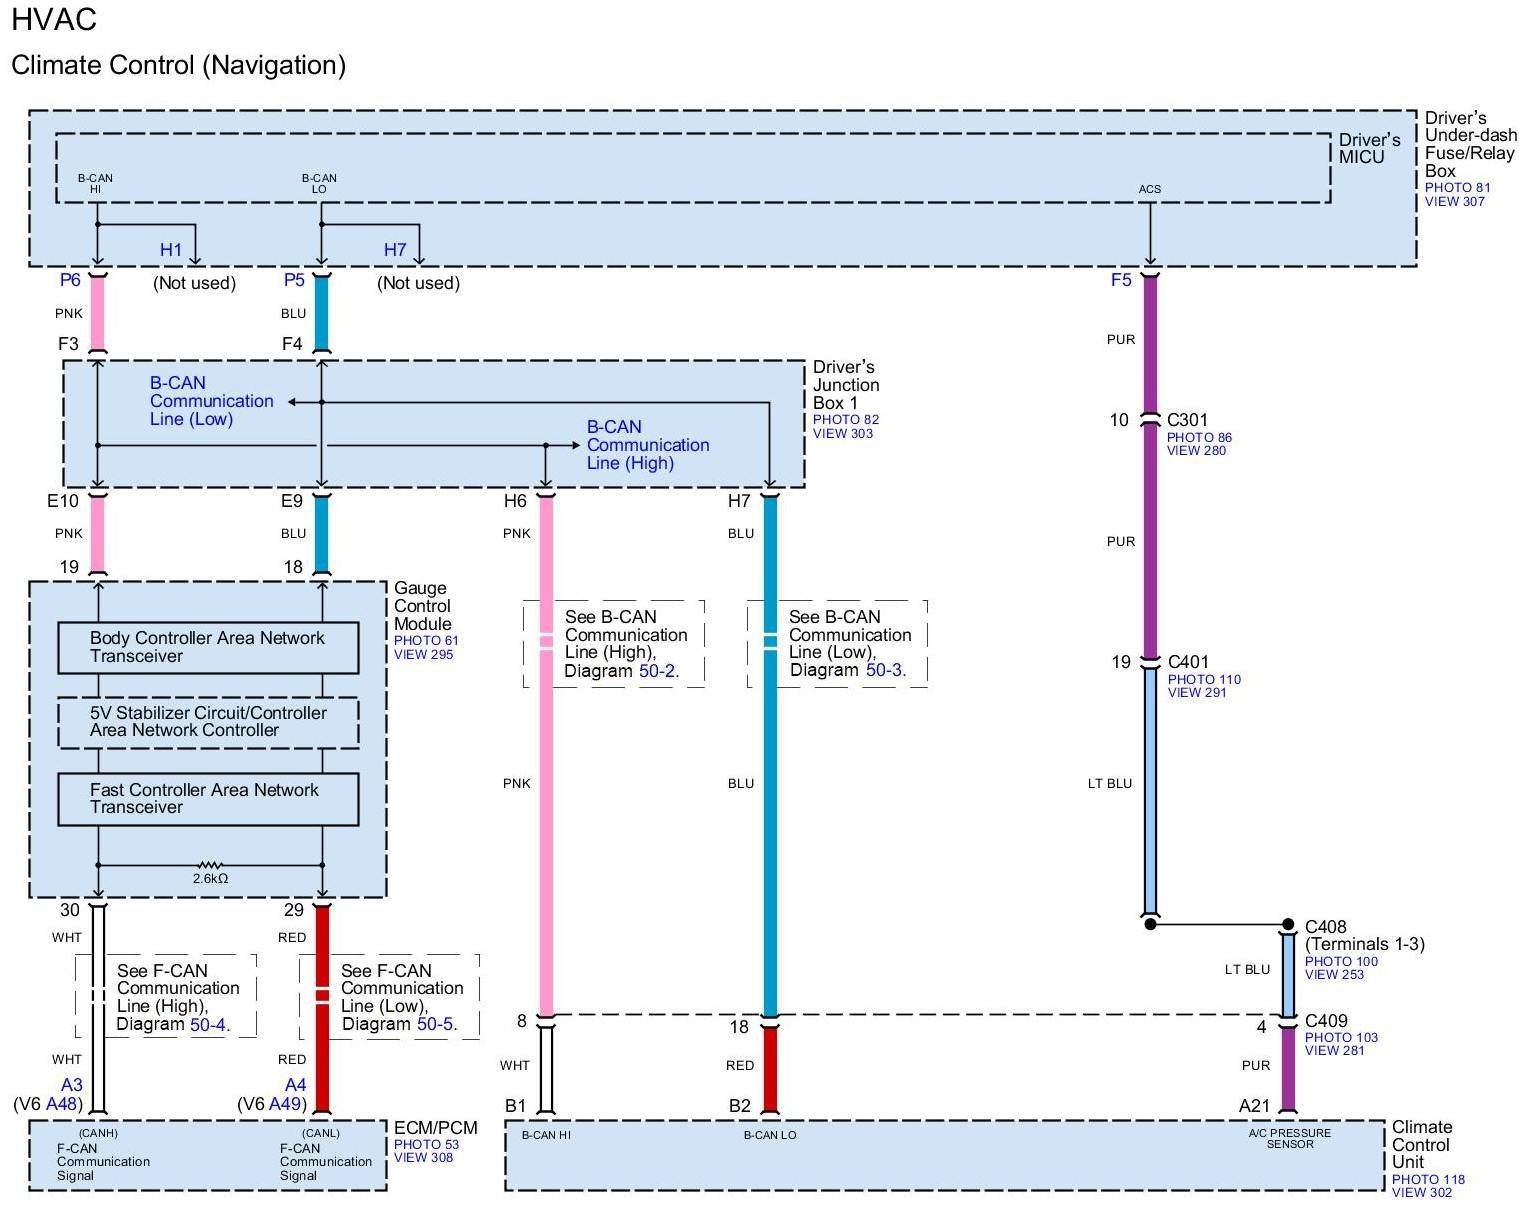 HVAC
Climate Control (Navigation)
Driver's
Under-dash
Fuse/Relay
Box
PHOTO 81
VIEW 307
Driver's
MICU
B-CAN
HI
B-CAN
LO
ACS
H1
H7
P6
(Not used)
P5
(Not used)
F5
PNK
BLU
PUR
F3
F4
Driver's
Junction
Box 1
PHOTO 82
VIEW 303
B-CAN
Communication
Line (Low)
B-CAN
Communication
Line (High)
10
C301
PHOTO 86
VIEW 280
E10
E9
H6
H7
PNK
BLU
PNK
BLU
PUR
19
18
Gauge
Control
Module
PHOTO 61
VIEW 295
Body Controller Area Network
Transceiver
5V Stabilizer Circuit/Controller
Area Network Controller
Fast Controller Area Network
Transceiver
2.6kΩ
See B-CAN
Communication
Line (High),
Diagram 50-2.
See B-CAN
Communication
Line (Low),
Diagram 50-3.
19
C401
PHOTO 110
VIEW 291
PNK
BLU
LT BLU
30
29
WHT
RED
C408
(Terminals 1-3)
PHOTO 100
VIEW 253
LT BLU
See F-CAN
Communication
Line (High),
Diagram 50-4.
See F-CAN
Communication
Line (Low),
Diagram 50-5.
8
18
4
C409
PHOTO 103
VIEW 281
WHT
RED
WHT
RED
PUR
A3
(V6 A48)
A4
(V6 A49)
B1
B2
A21
ECM/PCM
PHOTO 53
VIEW 308
(CANH)
F-CAN
Communication
Signal
(CANL)
F-CAN
Communication
Signal
B-CAN HI
B-CAN LO
A/C PRESSURE
SENSOR
Climate
Control
Unit
PHOTO 118
VIEW 302